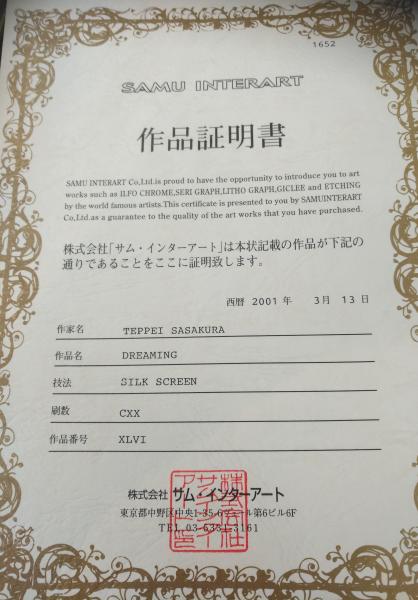 1652
SAMU INTERART
作品証明書
SAMU INTERART Co,Ltd.is proud to have the opportunity to introduce you to art
works such as ILFO CHROME,SERI GRAPH,LITHO GRAPH,GICLEE and ETCHING
by the world famous artists.This certificate is presented to you by SAMUINTERART
Co,Ltd.as a guarantee to the quality of the art works that you have purchased.
株式会社「サム・インターアート」は本状記載の作品が下記の
通りであることをここに証明致します。
西暦 2001 年 3月 13 日
作家名 TEPPEI SASAKURA
作品名 DREAMING
技法 SILK SCREEN
刷数 CXX
作品番号 XLVI
株式会社 サム・インターアート
東京都中野区中央1-35-6 ビル6F
TEL 03-5331-3161